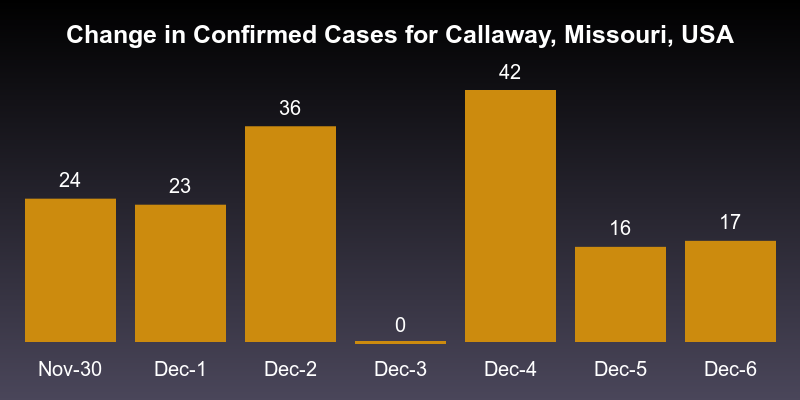 Change in Confirmed Cases for Callaway, Missouri, USA
24
23
36
0
42
16
17
Nov-30
Dec-1
Dec-2
Dec-3
Dec-4
Dec-5
Dec-6